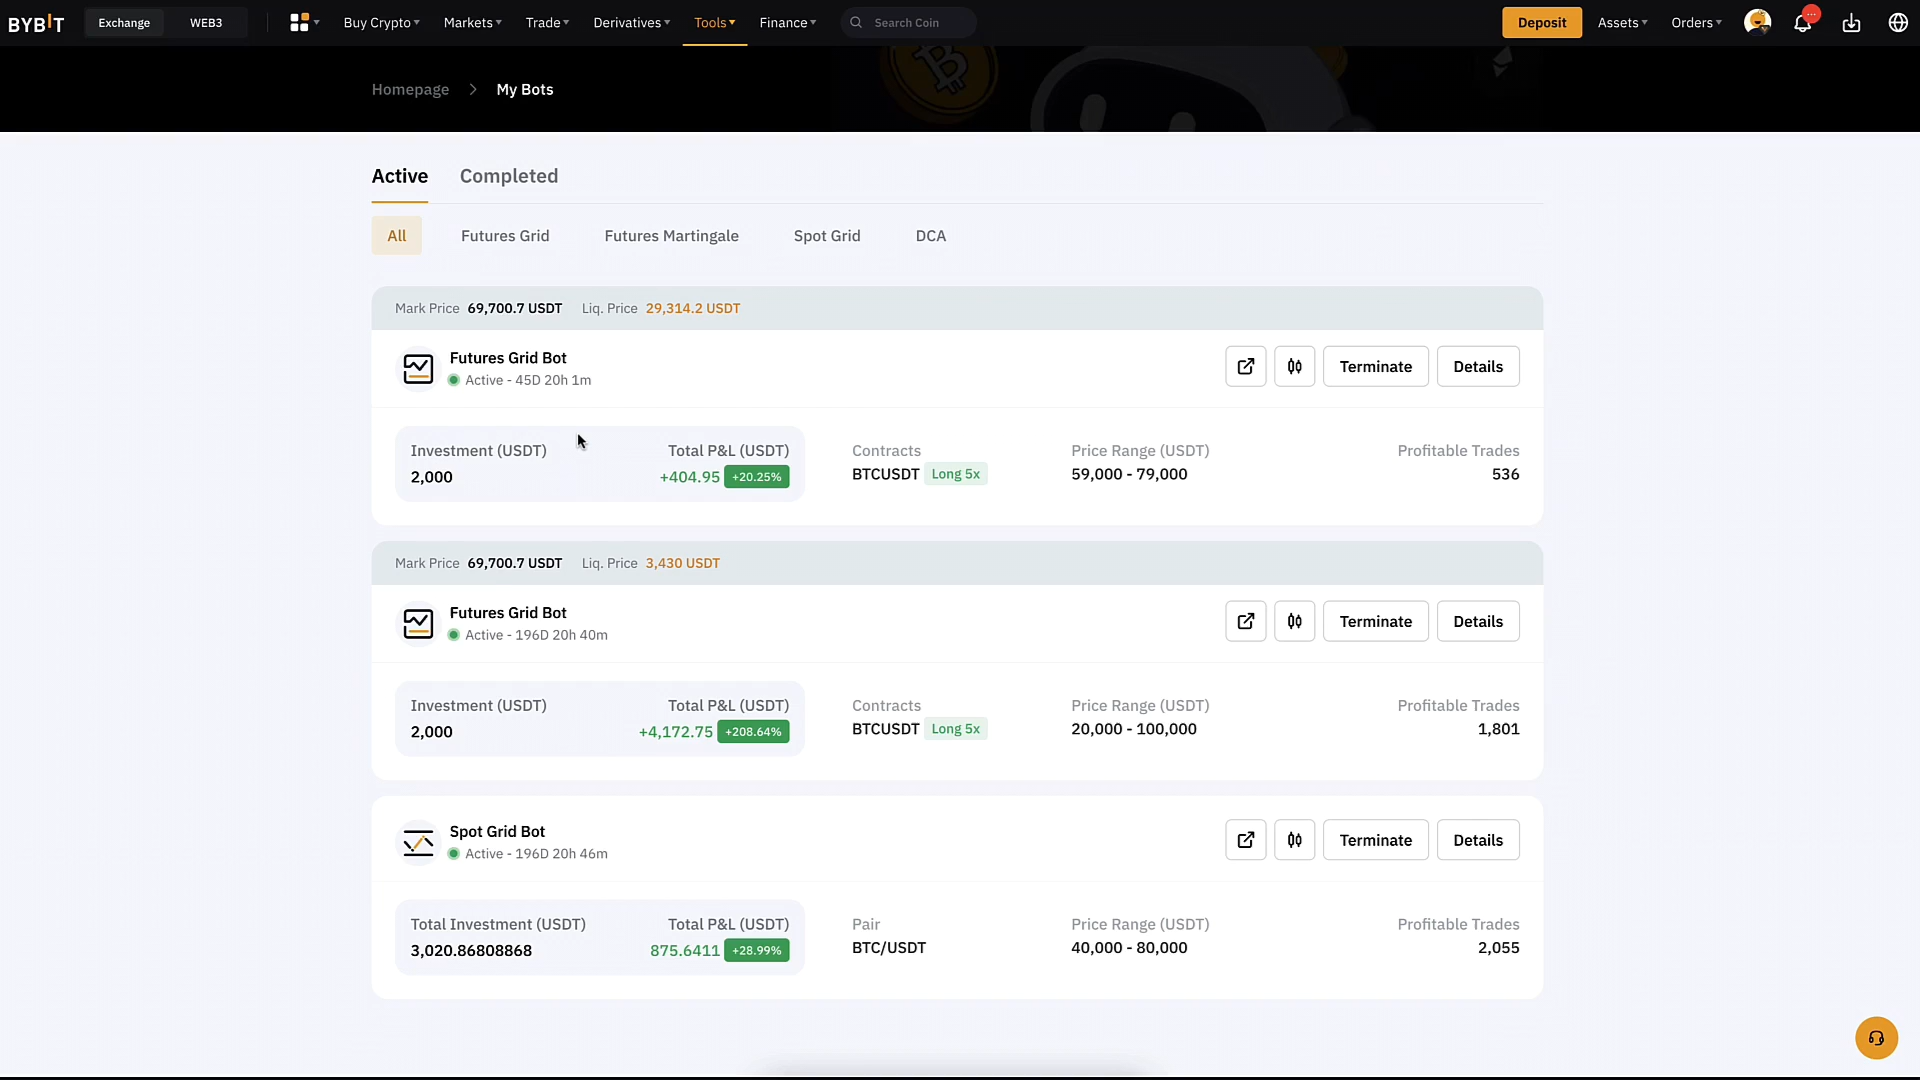 BYBIT Exchange WEB3 Buy Crypto Markets Trade Derivatives Tools Finance Search Coin Deposit Assets Orders
Homepage > My Bots
Active Completed
All Futures Grid Futures Martingale Spot Grid DCA
Mark Price 69,700.7 USDT Liq. Price 29,314.2 USDT
Futures Grid Bot
Active - 45D 20h 1m
Terminate Details
Investment (USDT) Total P&L (USDT) Contracts Price Range (USDT) Profitable Trades
2,000 +404.95 +20.25% BTCUSDT Long 5x 59,000 - 79,000 536
Mark Price 69,700.7 USDT Liq. Price 3,430 USDT
Futures Grid Bot
Active - 196D 20h 40m
Terminate Details
Investment (USDT) Total P&L (USDT) Contracts Price Range (USDT) Profitable Trades
2,000 +4,172.75 +208.64% BTCUSDT Long 5x 20,000 - 100,000 1,801
Spot Grid Bot
Active - 196D 20h 46m
Terminate Details
Total Investment (USDT) Total P&L (USDT) Pair Price Range (USDT) Profitable Trades
3,020.86808868 875.6411 +28.99% BTC/USDT 40,000 - 80,000 2,055